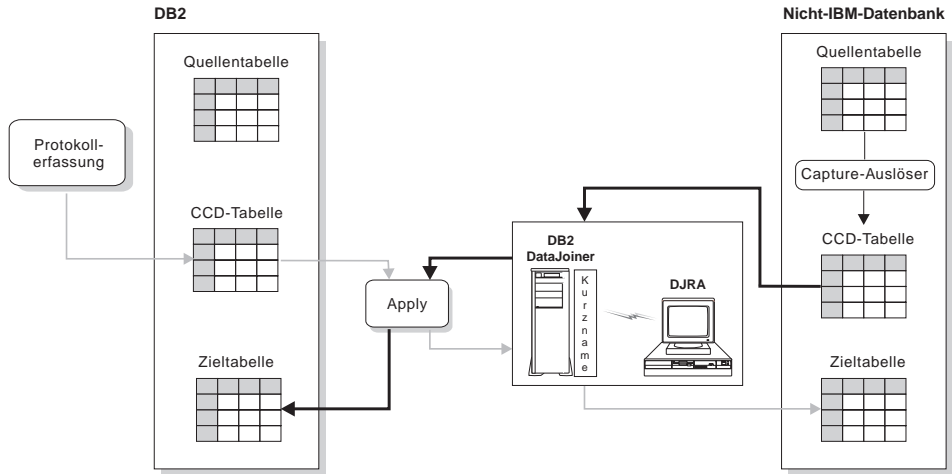 DB2
Nicht-IBM-Datenbank
Quellentabelle
Quellentabelle
Protokoll-
erfassung
Capture-Auslöser
CCD-Tabelle
CCD-Tabelle
DB2
DataJoiner
Kurzname
DJRA
Apply
Zieltabelle
Zieltabelle